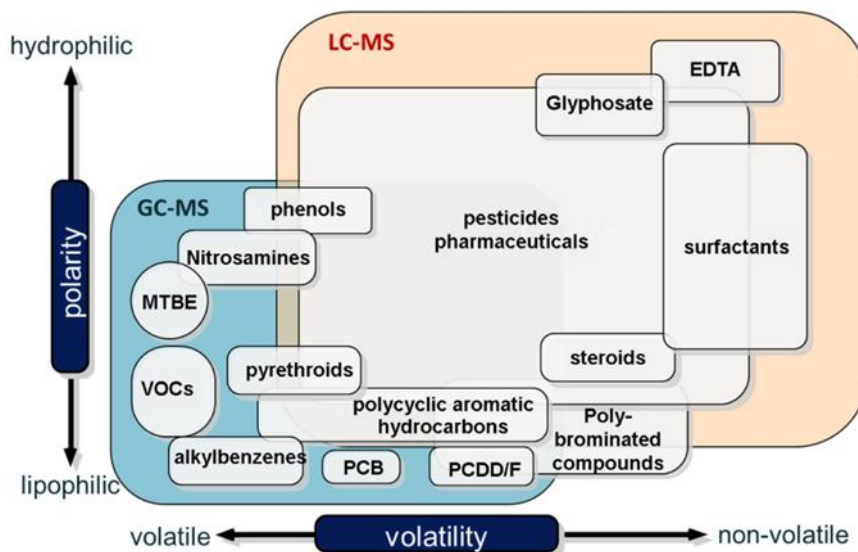 hydrophilic
LC-MS
EDTA
Glyphosate
GC-MS
phenols
pesticides
pharmaceuticals
surfactants
Nitrosamines
MTBE
polarity
steroids
pyrethroids
VOCs
polycyclic aromatic
hydrocarbons
Poly-
brominated
compounds
alkylbenzenes
PCB
PCDD/F
lipophilic
volatile
volatility
non-volatile